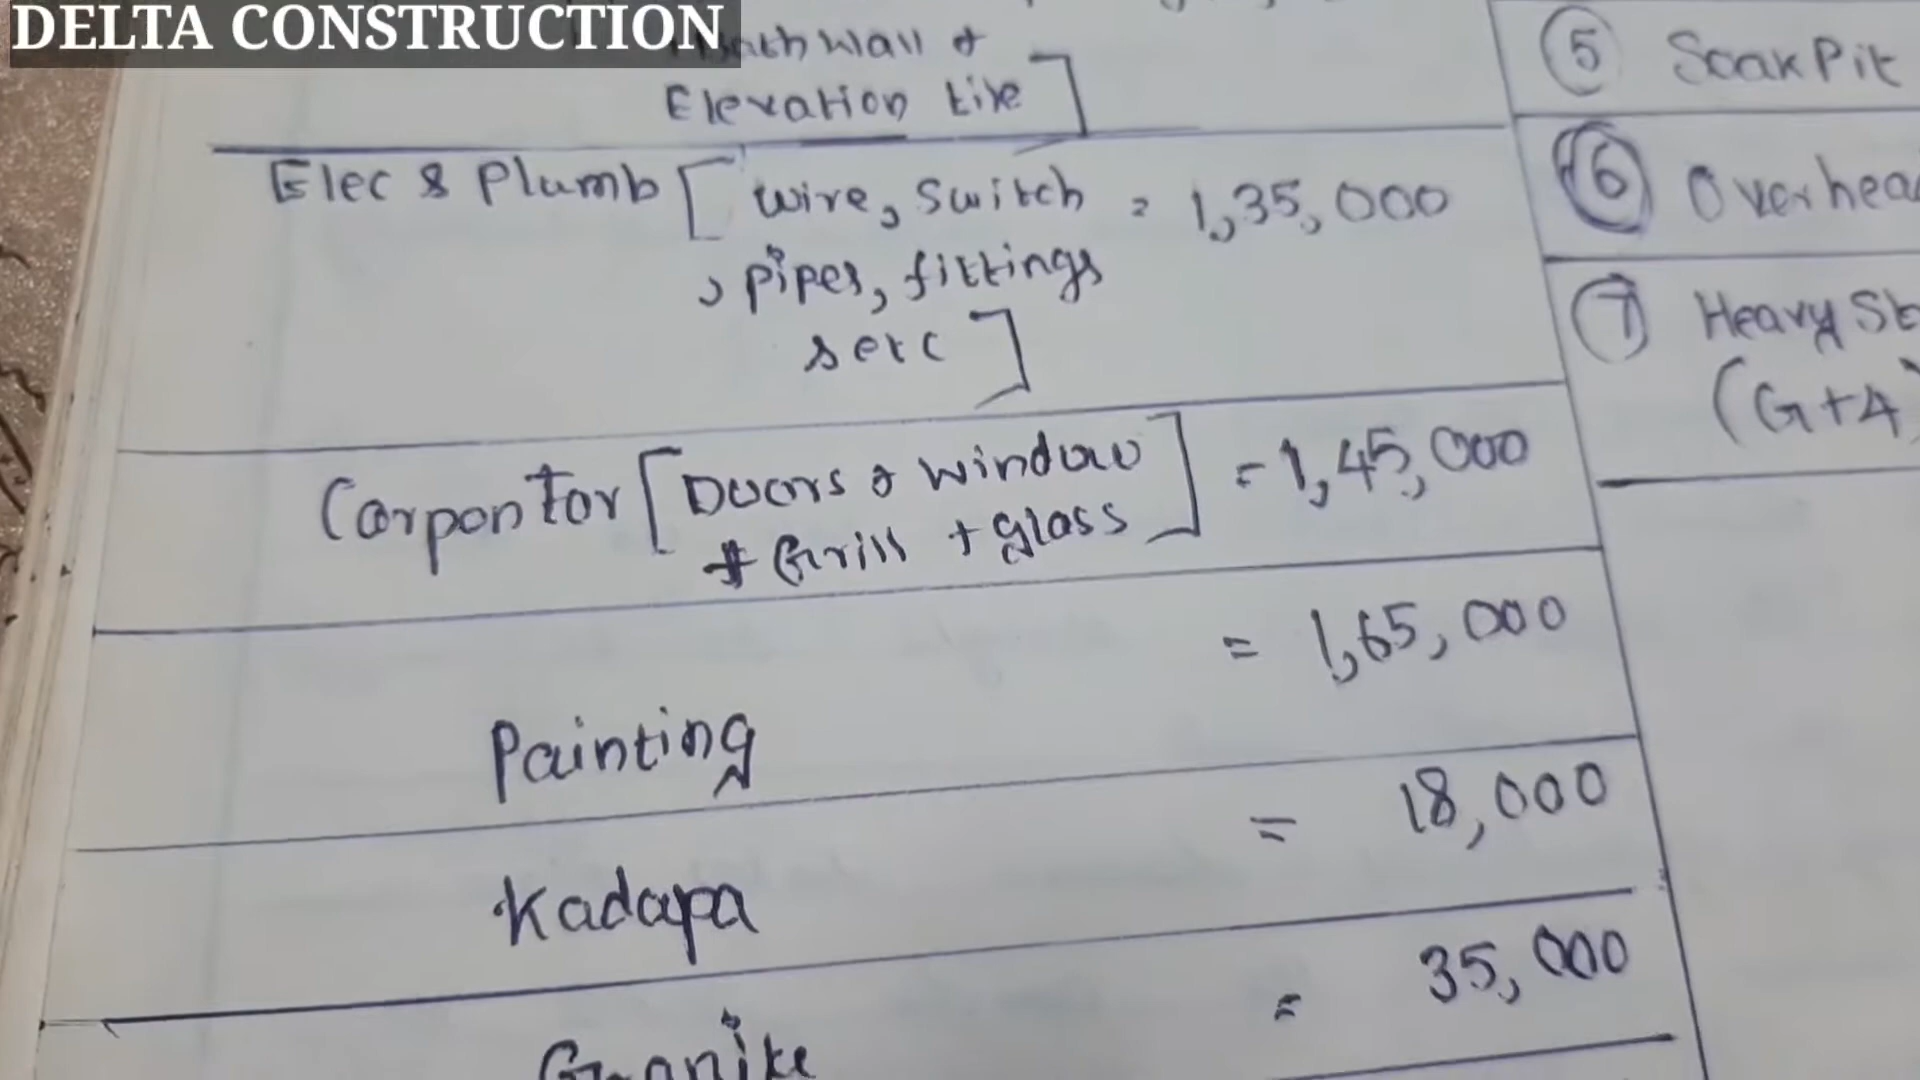 DELTA CONSTRUCTION
Wall &
Elevation tile ]
Elec & Plumb [ wire, switch = 1,35,000
, pipes, fittings
s etc ]
Carpontor [ Doors & window ] = 1,45,000
+ Grill + glass
Painting = 1,65,000
Kadapa = 18,000
Granite = 35,000
5 Soak Pit
6 Overhea
7 Heavy St
(G+4)